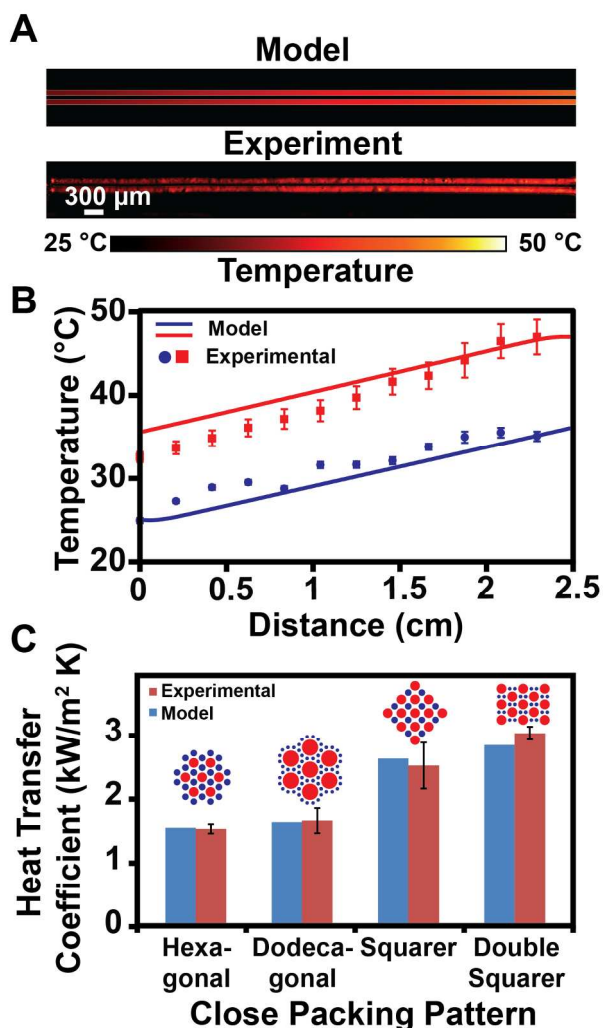 A
Model
Experiment
300 µm
25 °C 50 °C
Temperature
B
Temperature (°C)
50
40
30
20
Model
Experimental
0 0.5 1 1.5 2 2.5
Distance (cm)
C
Heat Transfer
Coefficient (kW/m² K)
3
2
1
0
Experimental
Model
Hexa- Dodeca- Squarer Double
gonal gonal Squarer
Close Packing Pattern